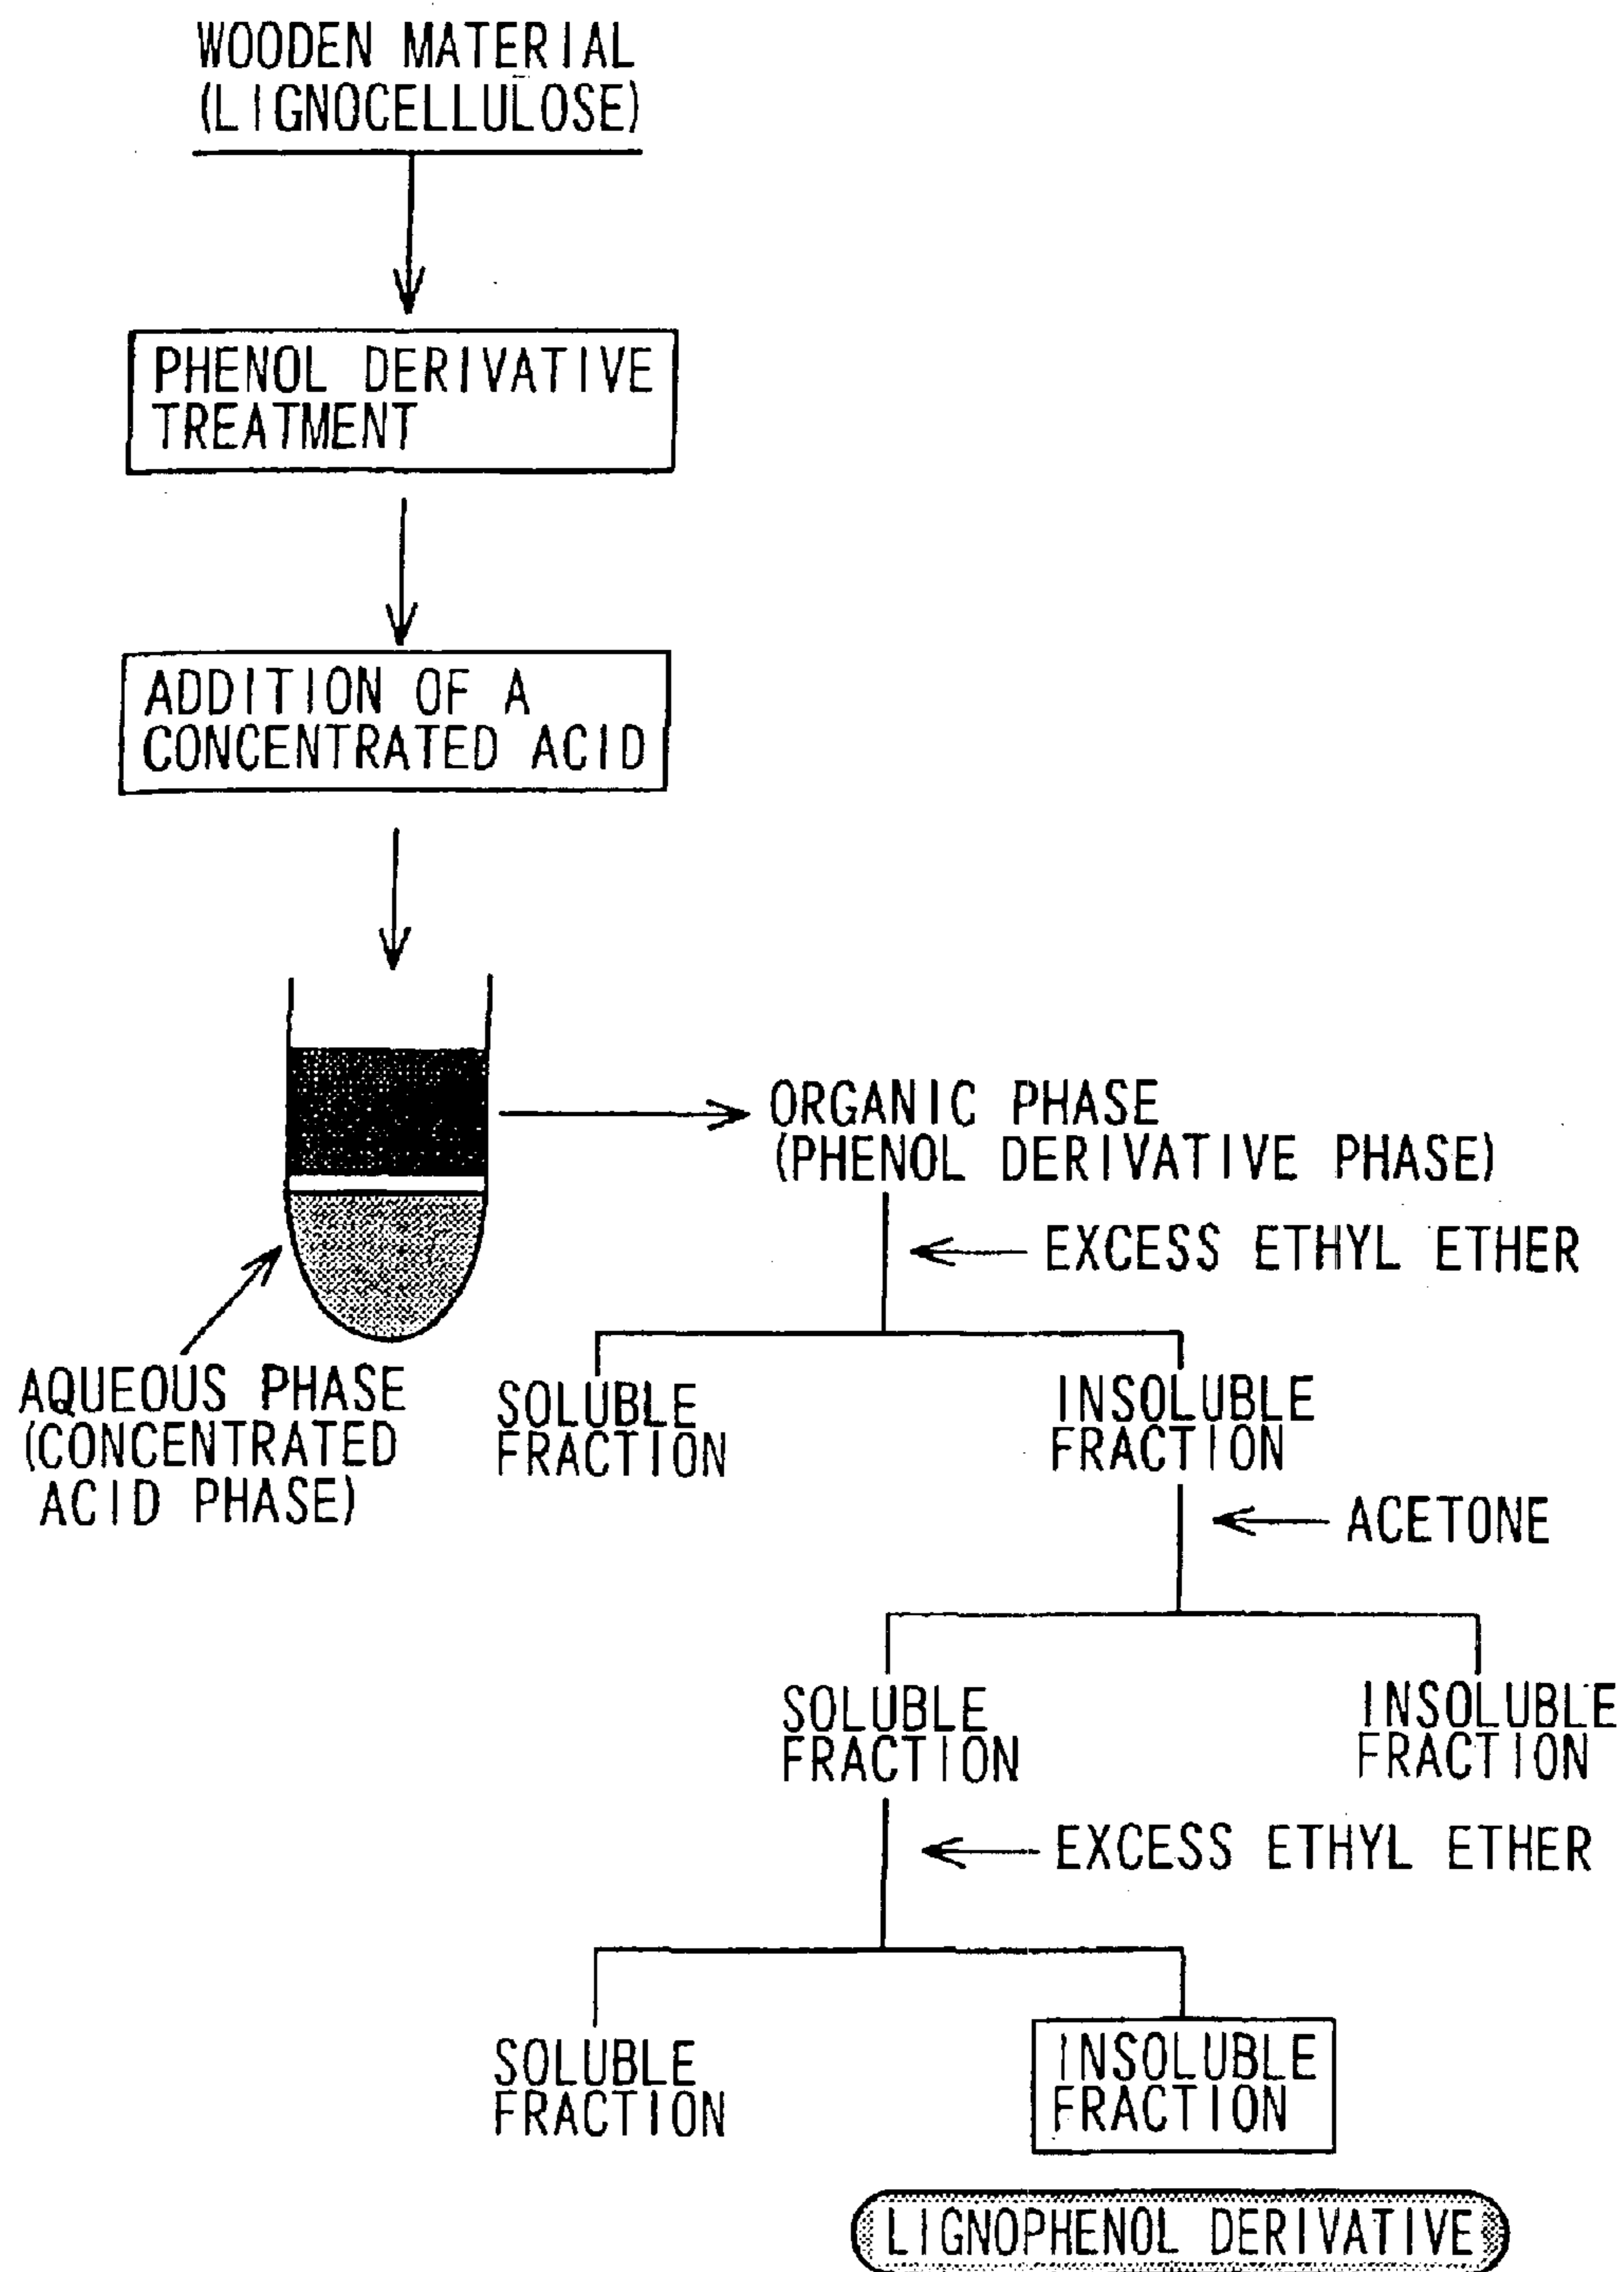 WOODEN MATERIAL
(LIGNOCELLULOSE)
PHENOL DERIVATIVE
TREATMENT
ADDITION OF A
CONCENTRATED ACID
ORGANIC PHASE
(PHENOL DERIVATIVE PHASE)
EXCESS ETHYL ETHER
AQUEOUS PHASE
(CONCENTRATED
ACID PHASE)
SOLUBLE
FRACTION
INSOLUBLE
FRACTION
ACETONE
SOLUBLE
FRACTION
INSOLUBLE
FRACTION
EXCESS ETHYL ETHER
SOLUBLE
FRACTION
INSOLUBLE
FRACTION
LIGNOPHENOL DERIVATIVE